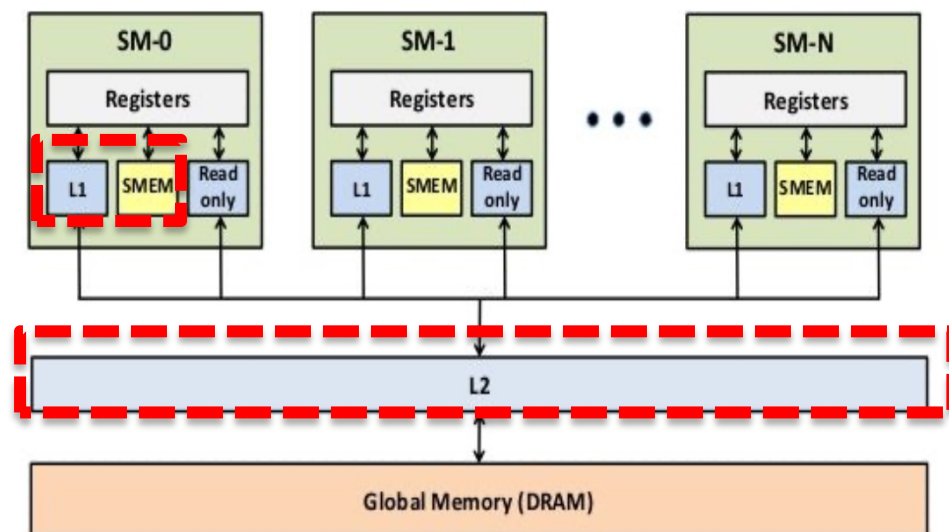 SM-0
Registers
L1
SMEM
Read
only
SM-1
Registers
L1
SMEM
Read
only
SM-N
Registers
L1
SMEM
Read
only
L2
Global Memory (DRAM)